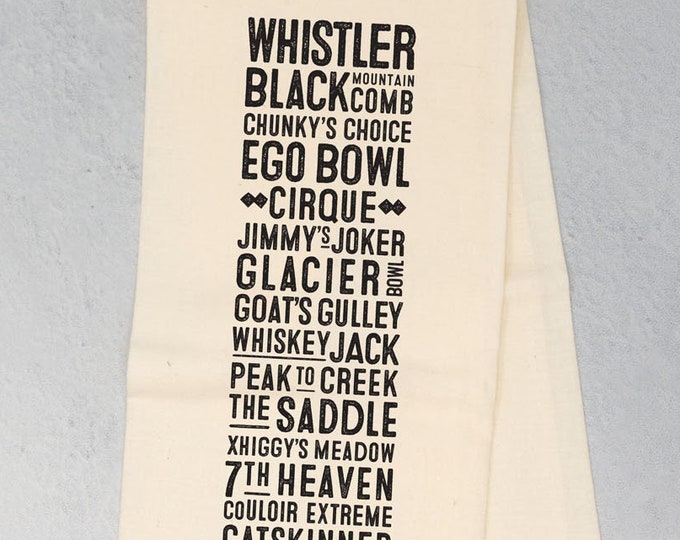 WHISTLER
BLACK MOUNTAIN COMB
CHUNKY'S CHOICE
EGO BOWL
CIRQUE
JIMMY'S JOKER
GLACIER BOWL
GOAT'S GULLEY
WHISKEY JACK
PEAK TO CREEK
THE SADDLE
XHIGGY'S MEADOW
7TH HEAVEN
COULOIR EXTREME
CATSKINNER